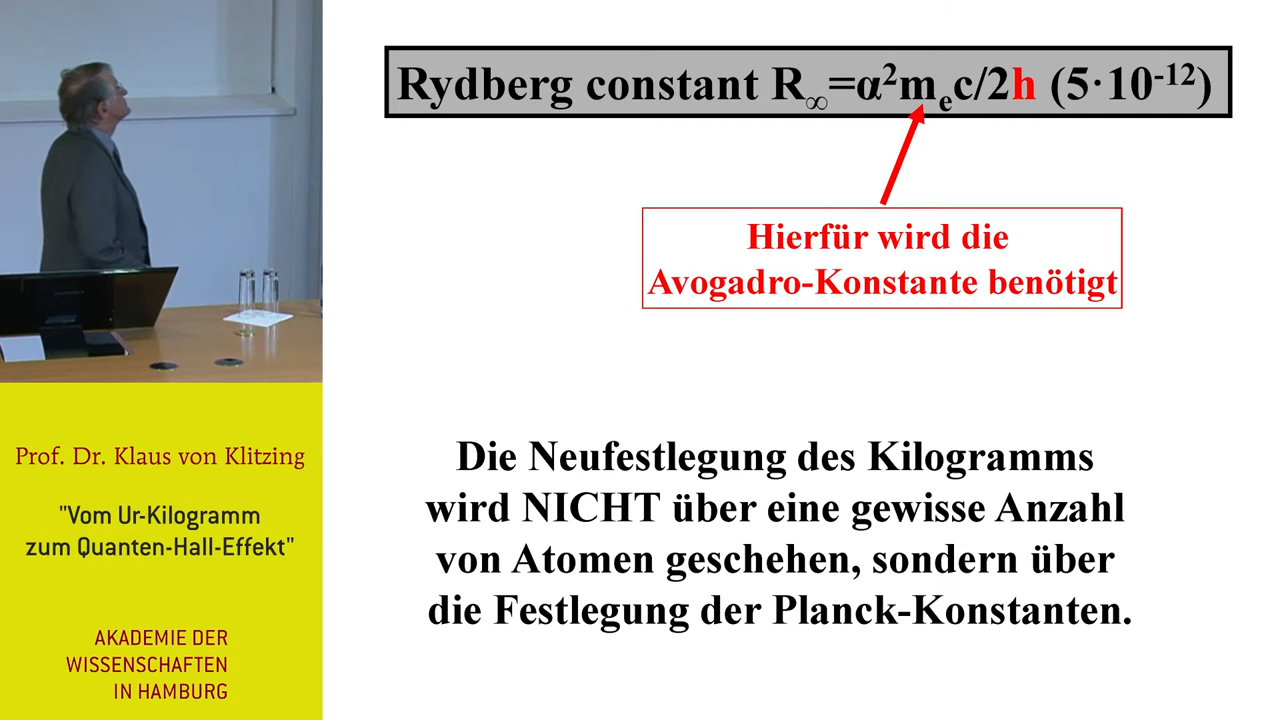 Rydberg constant R∞=α²mₑc/2h (5·10⁻¹²)
Hierfür wird die
Avogadro-Konstante benötigt
Die Neufestlegung des Kilogramms
wird NICHT über eine gewisse Anzahl
von Atomen geschehen, sondern über
die Festlegung der Planck-Konstanten.
Prof. Dr. Klaus von Klitzing
"Vom Ur-Kilogramm
zum Quanten-Hall-Effekt"
AKADEMIE DER
WISSENSCHAFTEN
IN HAMBURG